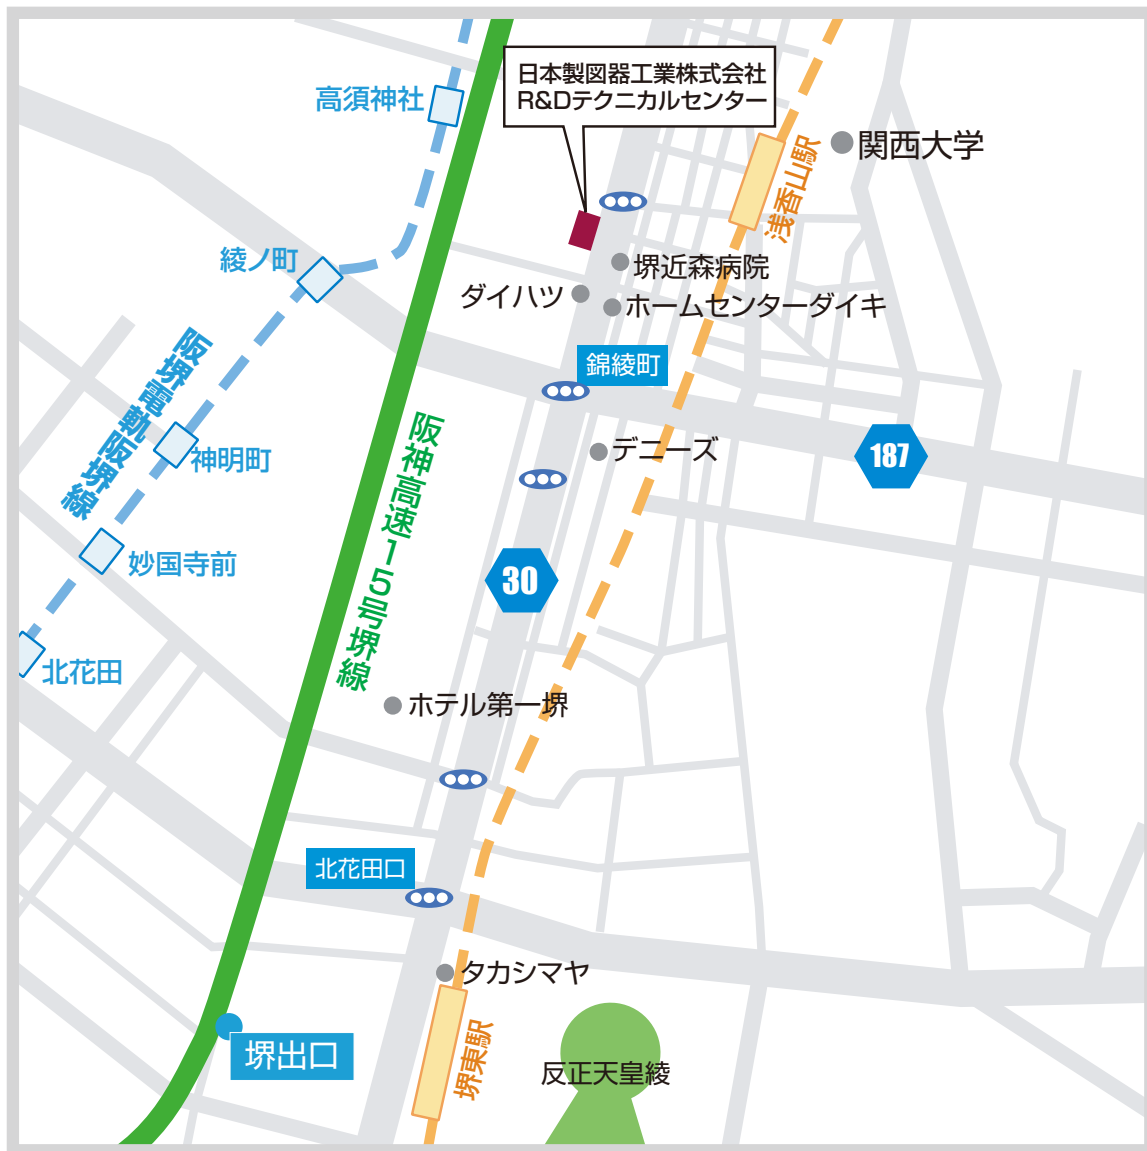 日本製図器工業株式会社
R&Dテクニカルセンター
高須神社
関西大学
浅香山駅
綾ノ町
堺近森病院
ダイハツ
ホームセンターダイキ
錦綾町
阪堺電軌阪堺線
阪神高速15号堺線
神明町
デニーズ
187
妙国寺前
30
北花田
ホテル第一堺
北花田口
タカシマヤ
堺出口
堺東駅
反正天皇綾